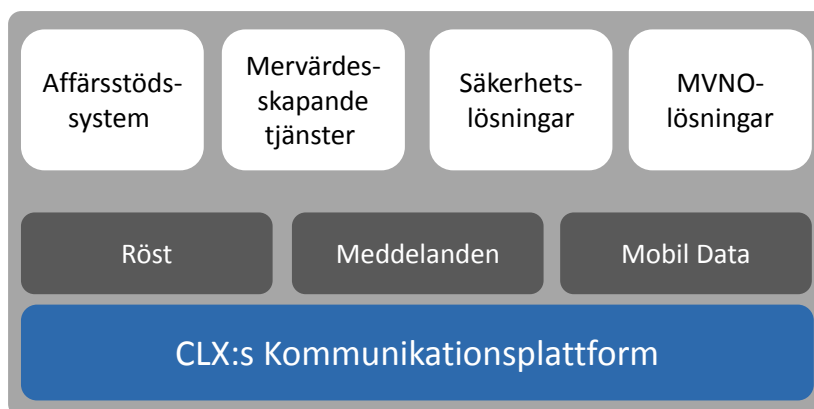 Affärsstöds-
system
Mervärdes-
skapande
tjänster
Säkerhets-
lösningar
MVNO-
lösningar
Röst
Meddelanden
Mobil Data
CLX:s Kommunikationsplattform